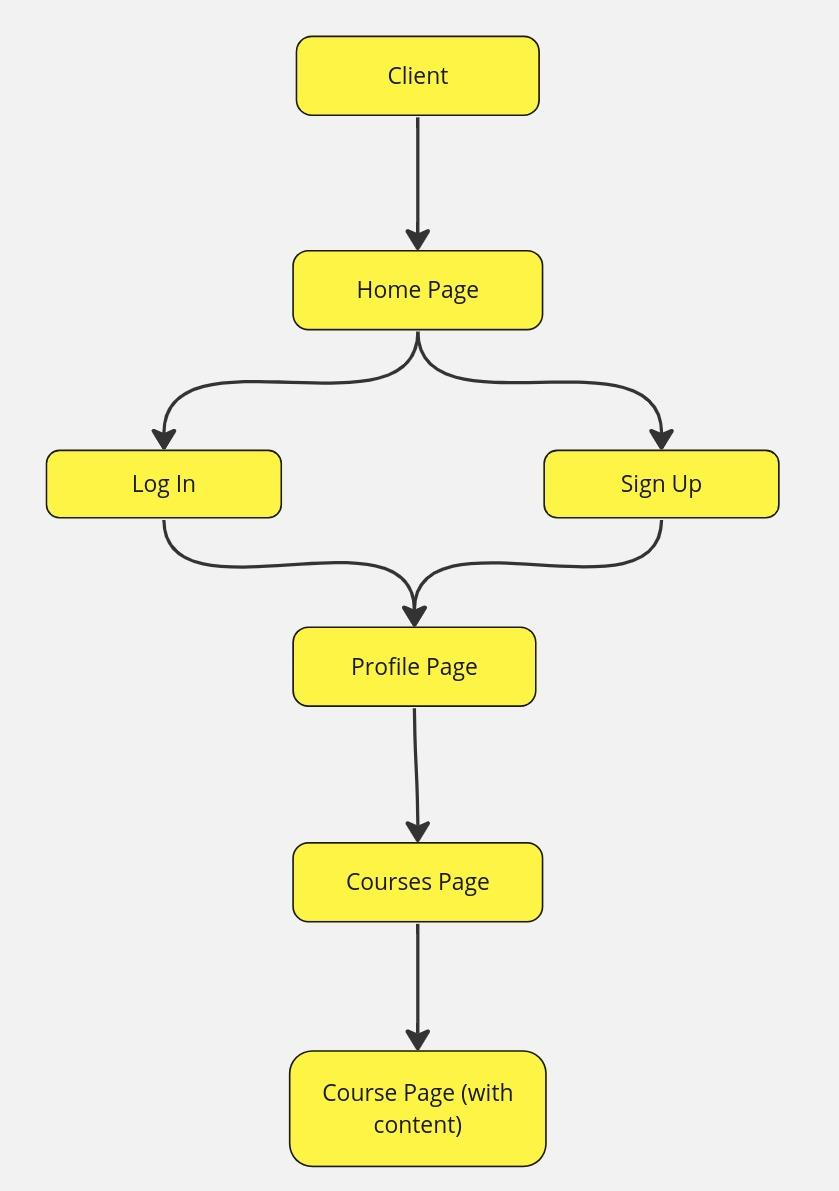 Client
Home Page
Log In
Sign Up
Profile Page
Courses Page
Course Page (with
content)